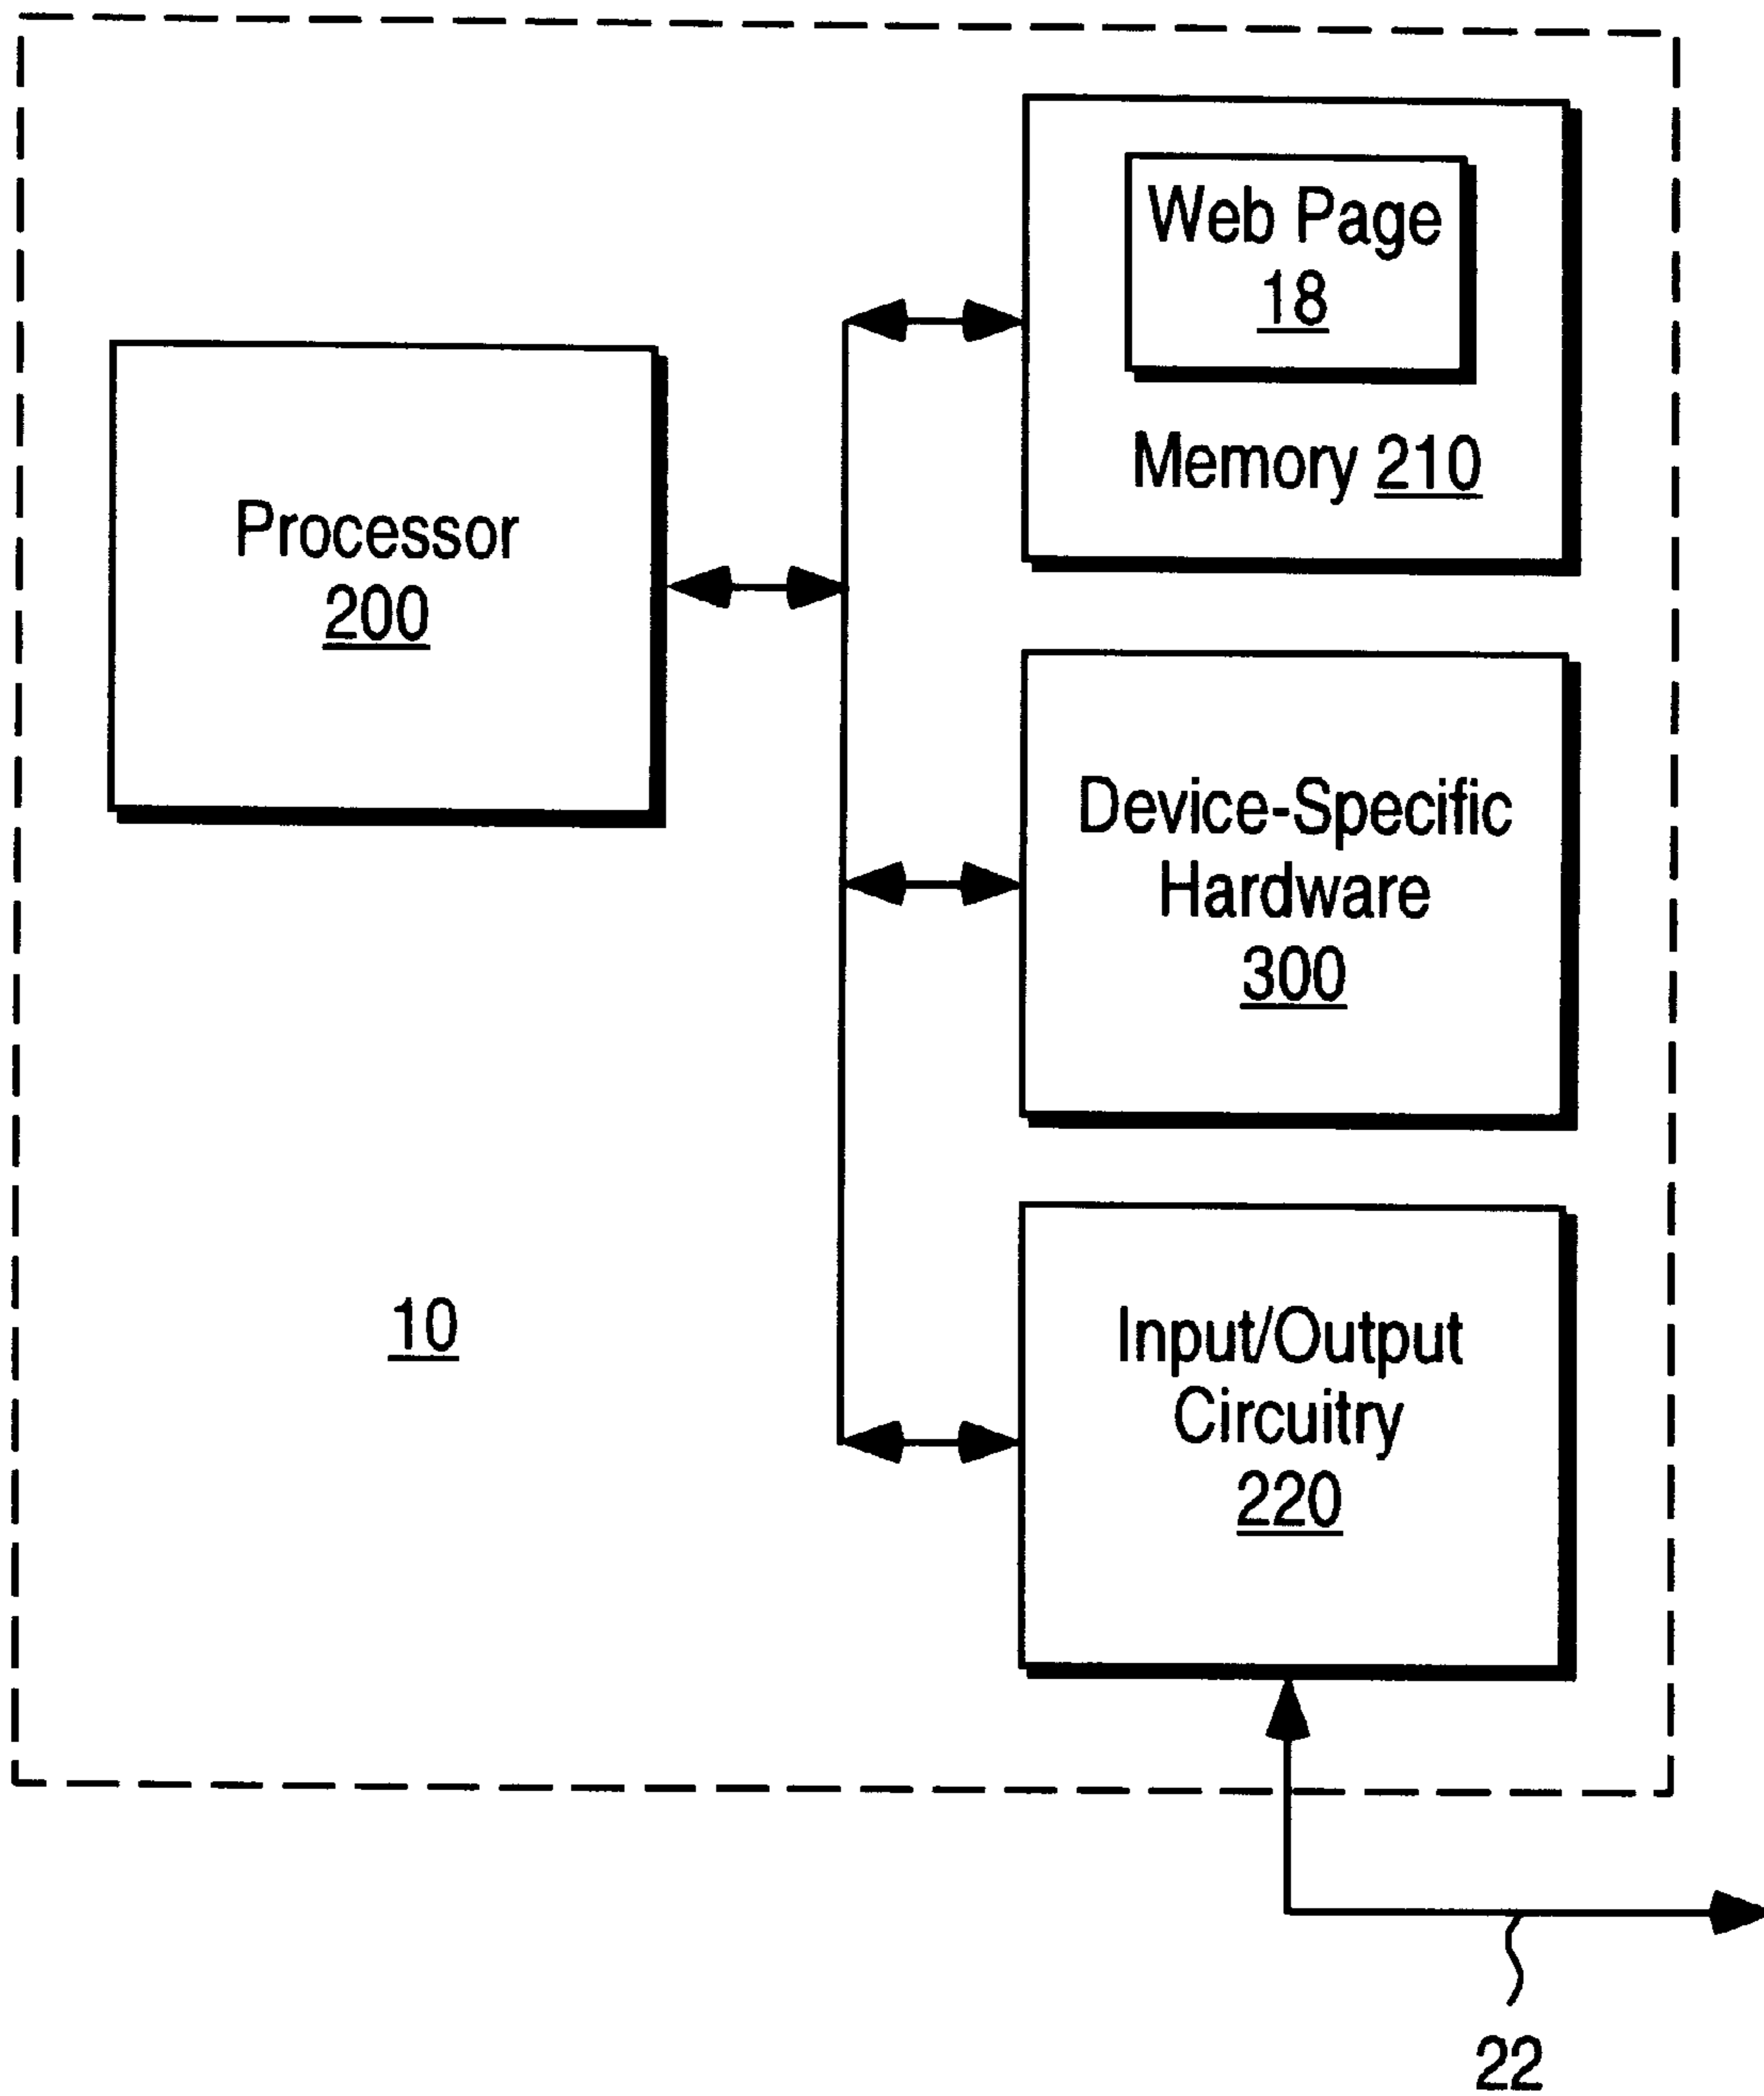 Web Page
18
Memory 210
Processor
200
Device-Specific
Hardware
300
10
Input/Output
Circuitry
220
22